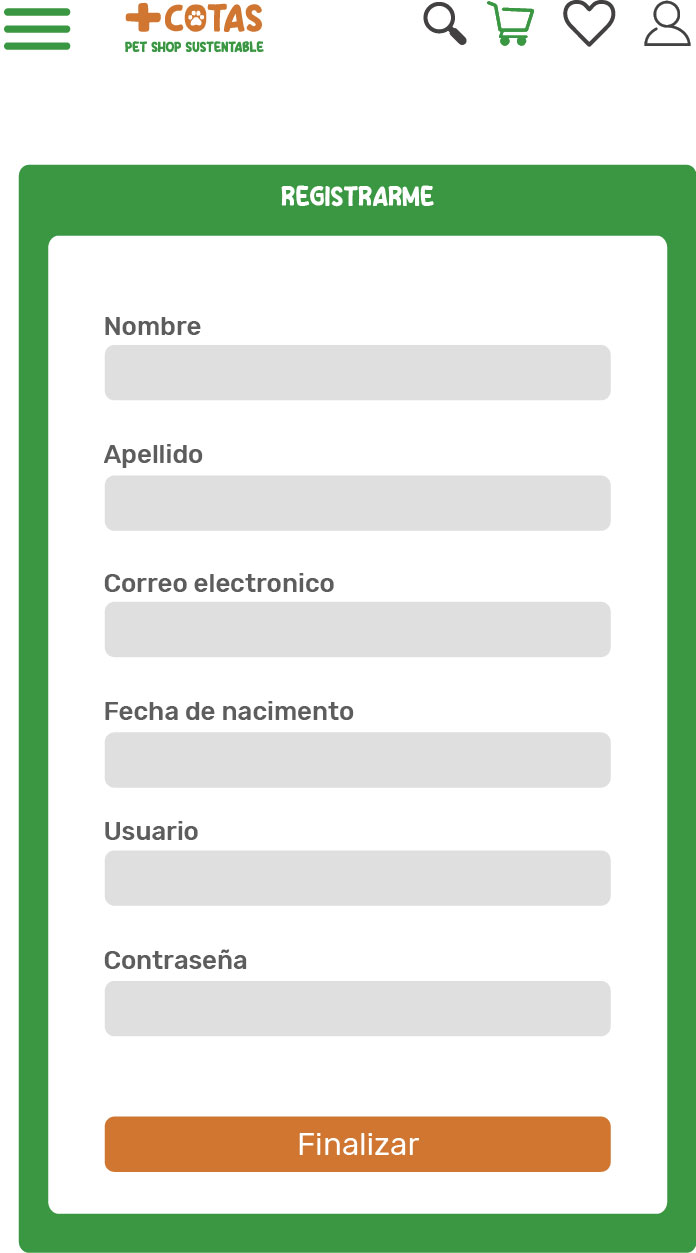 +COTAS
PET SHOP SUSTENTABLE
REGISTRARME
Nombre
Apellido
Correo electronico
Fecha de nacimento
Usuario
Contraseña
Finalizar